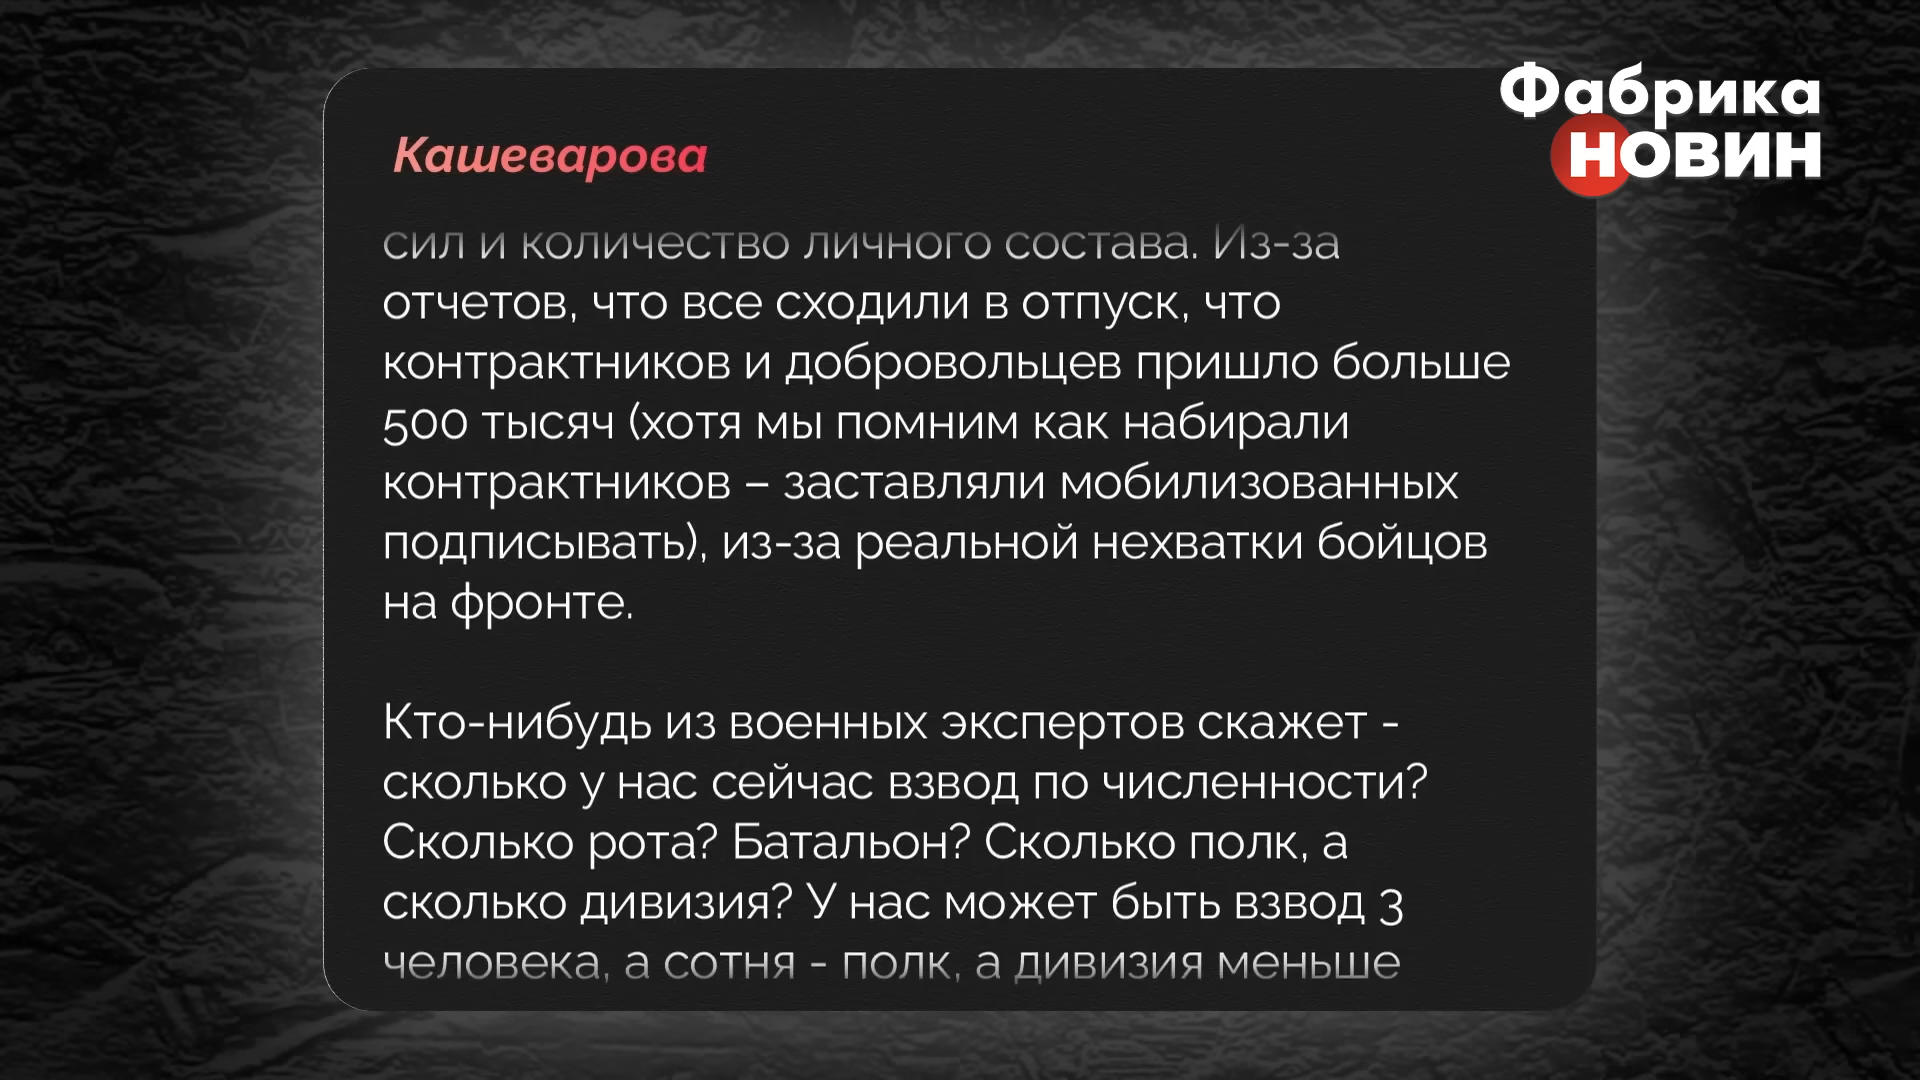 Фабрика
новин
Кашеварова
сил и количество личного состава. Из-за
отчетов, что все сходили в отпуск, что
контрактников и добровольцев пришло больше
500 тысяч (хотя мы помним как набирали
контрактников – заставляли мобилизованных
подписывать), из-за реальной нехватки бойцов
на фронте.
Кто-нибудь из военных экспертов скажет -
сколько у нас сейчас взвод по численности?
Сколько рота? Батальон? Сколько полк, а
сколько дивизия? У нас может быть взвод 3
человека, а сотня - полк, а дивизия меньше